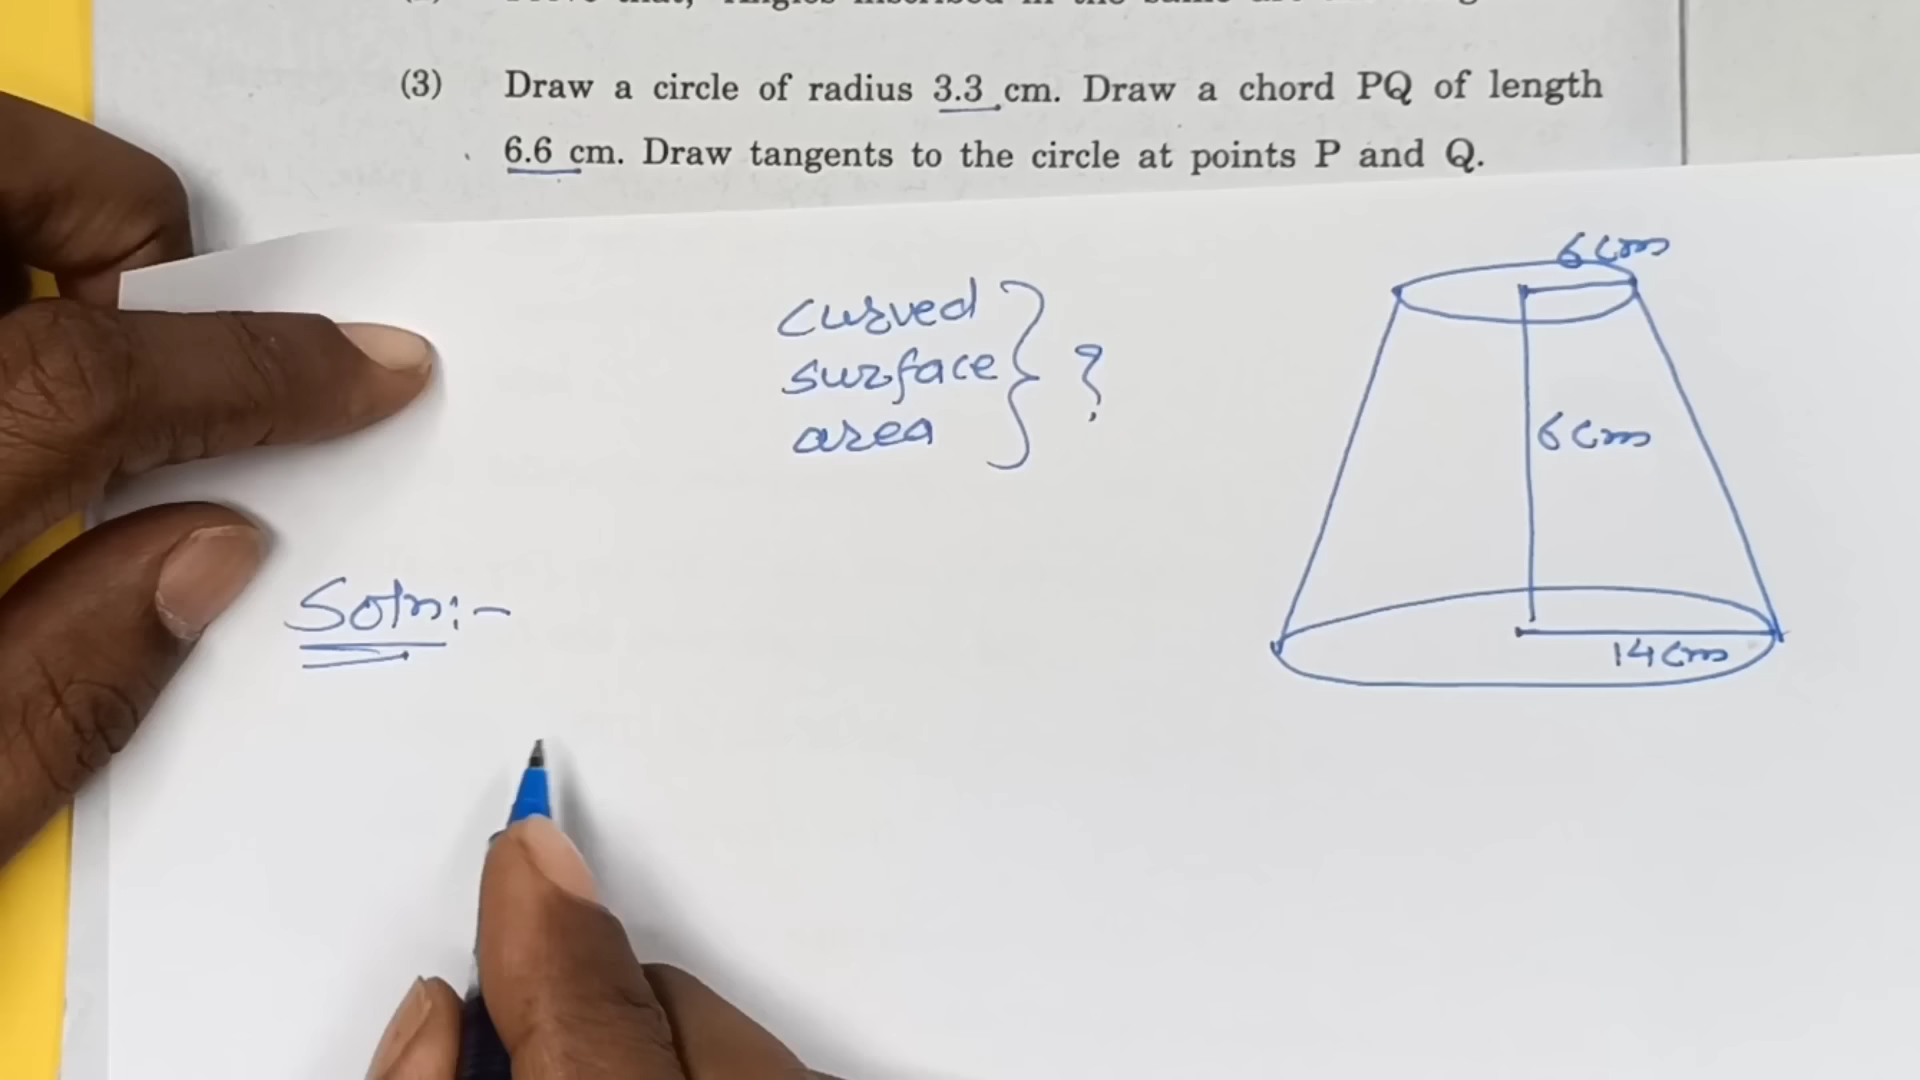 (3) Draw a circle of radius 3.3 cm. Draw a chord PQ of length
6.6 cm. Draw tangents to the circle at points P and Q.
6 cm
curved
surface
area
?
6 cm
Soln:-
14 cm